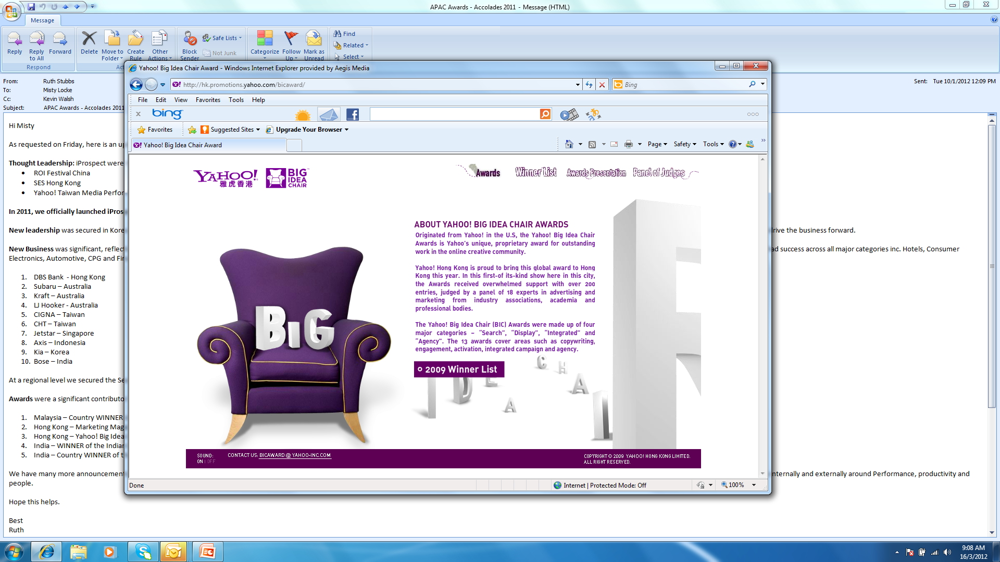 APAC Awards - Accolades 2011 - Message (HTML)
Message
Reply
Reply to All
Forward
Respond
Delete
Move to Folder
Create Rule
Other Actions
Block Sender
Safe Lists
Not Junk
Categorize
Follow Up
Mark as Unread
Find
Related
Select
From: Ruth Stubbs
Sent: Tue 10/1/2012 12:09 PM
To: Misty Locke
Cc: Kevin Walsh
Subject: APAC Awards - Accolades 2011
Hi Misty
As requested on Friday, here is an
Thought Leadership: iProspect were
• ROI Festival China
• SES Hong Kong
• Yahoo! Taiwan Media
In 2011, we officially launched
New leadership was secured in
drive the business forward.
New Business was significant,
success across all major categories inc. Hotels, Consumer
Electronics, Automotive, CPG and
1. DBS Bank - Hong Kong
2. Subaru – Australia
3. Kraft – Australia
4. LJ Hooker - Australia
5. CIGNA – Taiwan
6. CHT – Taiwan
7. Jetstar – Singapore
8. Axis – Indonesia
9. Kia – Korea
10. Bose – India
At a regional level we secured the
Awards were a significant
1. Malaysia – Country WINNER
2. Hong Kong – Marketing
3. Hong Kong – Yahoo! Big Idea
4. India – WINNER of the
5. India – Country WINNER of
We have many more
internally and externally around Performance, productivity and
people.
Hope this helps.
Best
Ruth
Yahoo! Big Idea Chair Award - Windows Internet Explorer provided by Aegis Media
http://hk.promotions.yahoo.com/bicaward/
Bing
File Edit View Favorites Tools Help
x bing
Favorites Suggested Sites Upgrade Your Browser
Yahoo! Big Idea Chair Award
Page Safety Tools
YAHOO!
雅虎香港
BIG
IDEA
CHAIR
Awards Winner List Awards Presentation Panel of Judges
ABOUT YAHOO! BIG IDEA CHAIR AWARDS
Originated from Yahoo! in the U.S, the Yahoo! Big Idea Chair
Awards is Yahoo's unique, proprietary award for outstanding
work in the online creative community.
Yahoo! Hong Kong is proud to bring this global award to Hong
Kong this year. In this first-of its-kind show here in this city,
the Awards received overwhelmed support with over 200
entries, judged by a panel of 18 experts in advertising and
marketing from industry associations, academia and
professional bodies.
The Yahoo! Big Idea Chair (BIC) Awards were made up of four
major categories – “Search”, “Display”, “Integrated” and
“Agency”. The 13 awards cover areas such as copywriting,
engagement, activation, integrated campaign and agency.
2009 Winner List
BiG
I D E A
C H A I R
SOUND:
ON | OFF
CONTACT US: BICAWARD @ YAHOO-INC.COM
COPYRIGHT © 2009 YAHOO! HONG KONG LIMITED.
ALL RIGHT RESERVED.
Done
Internet | Protected Mode: Off
100%
9:08 AM
16/3/2012